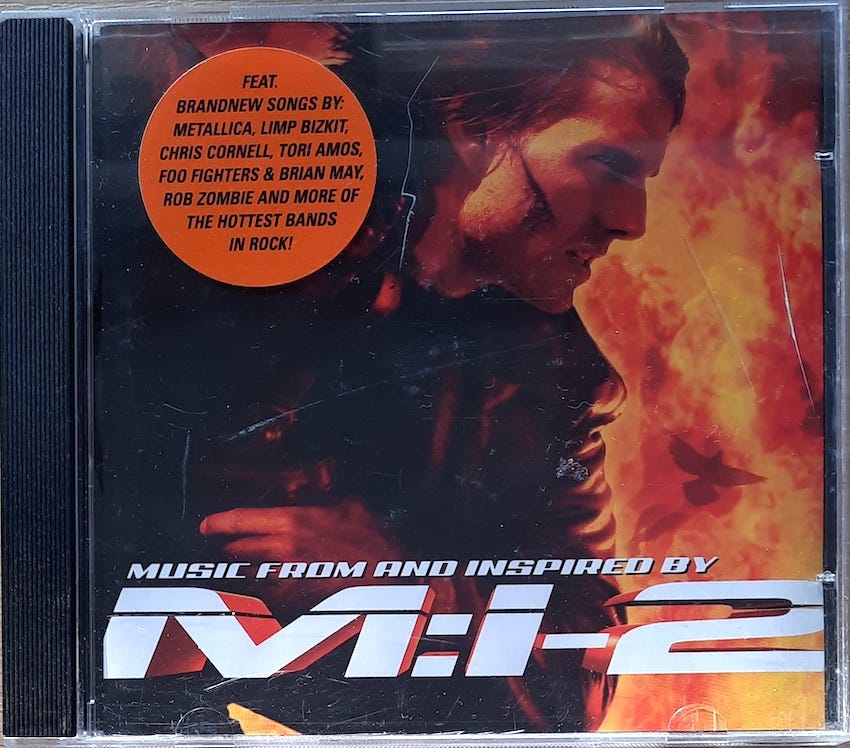 FEAT.
BRANDNEW SONGS BY:
METALLICA, LIMP BIZKIT,
CHRIS CORNELL, TORI AMOS,
FOO FIGHTERS & BRIAN MAY,
ROB ZOMBIE AND MORE OF
THE HOTTEST BANDS
IN ROCK!
MUSIC FROM AND INSPIRED BY
M:I-2